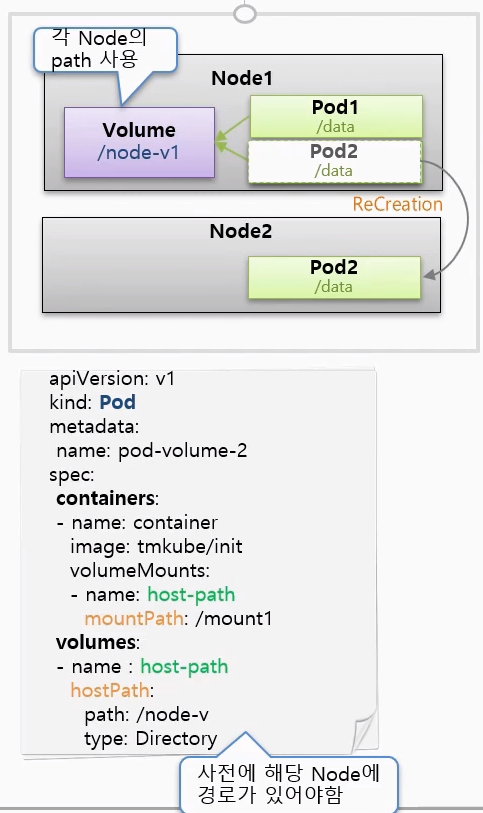 각 Node의
path 사용
Node1
Volume
/node-v1
Pod1
/data
Pod2
/data
ReCreation
Node2
Pod2
/data
apiVersion: v1
kind: Pod
metadata:
name: pod-volume-2
spec:
containers:
- name: container
image: tmkube/init
volumeMounts:
- name: host-path
mountPath: /mount1
volumes:
- name : host-path
hostPath:
path: /node-v
type: Directory
사전에 해당 Node에
경로가 있어야함